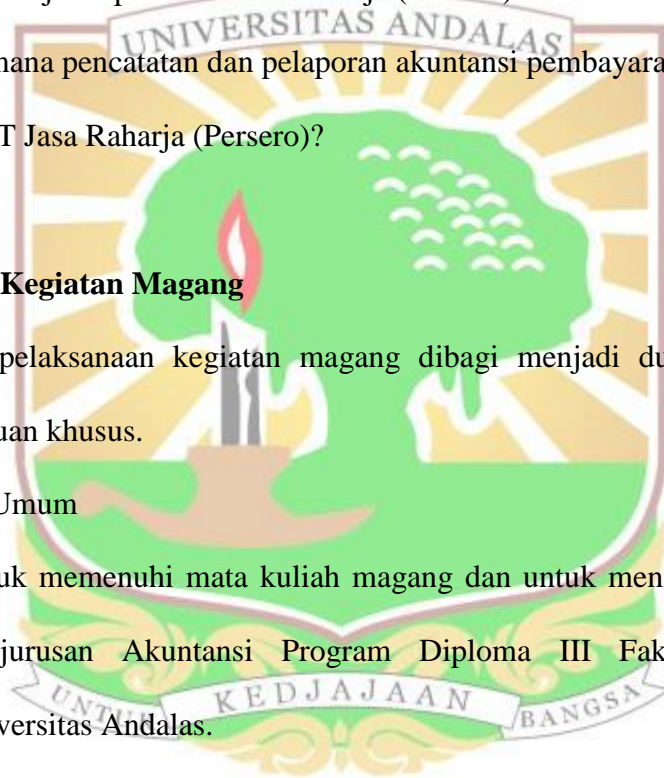 UNIVERSITAS ANDALAS
mana pencatatan dan pelaporan akuntansi pembayara
T Jasa Raharja (Persero)?
Kegiatan Magang
pelaksanaan kegiatan magang dibagi menjadi du
uan khusus.
Umum
uk memenuhi mata kuliah magang dan untuk men
jurusan Akuntansi Program Diploma III Fak
UNTUK KEDJAJAAN BANGSA
versitas Andalas.